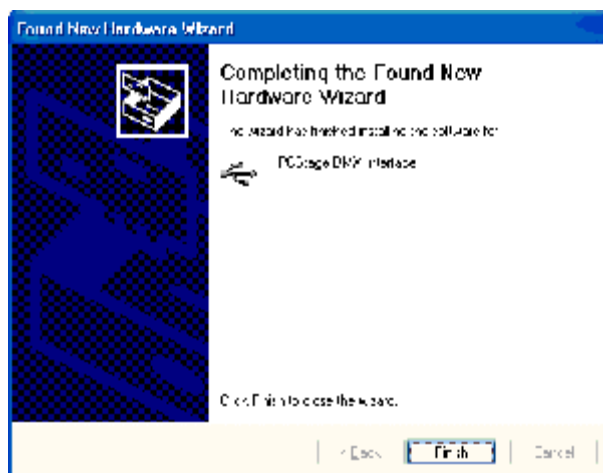 Found New Hardware Wizard
Completing the Found New
Hardware Wizard
The wizard has finished installing the software for:
PCStage DMX Interface
Click Finish to close the wizard.
< Back
Finish
Cancel